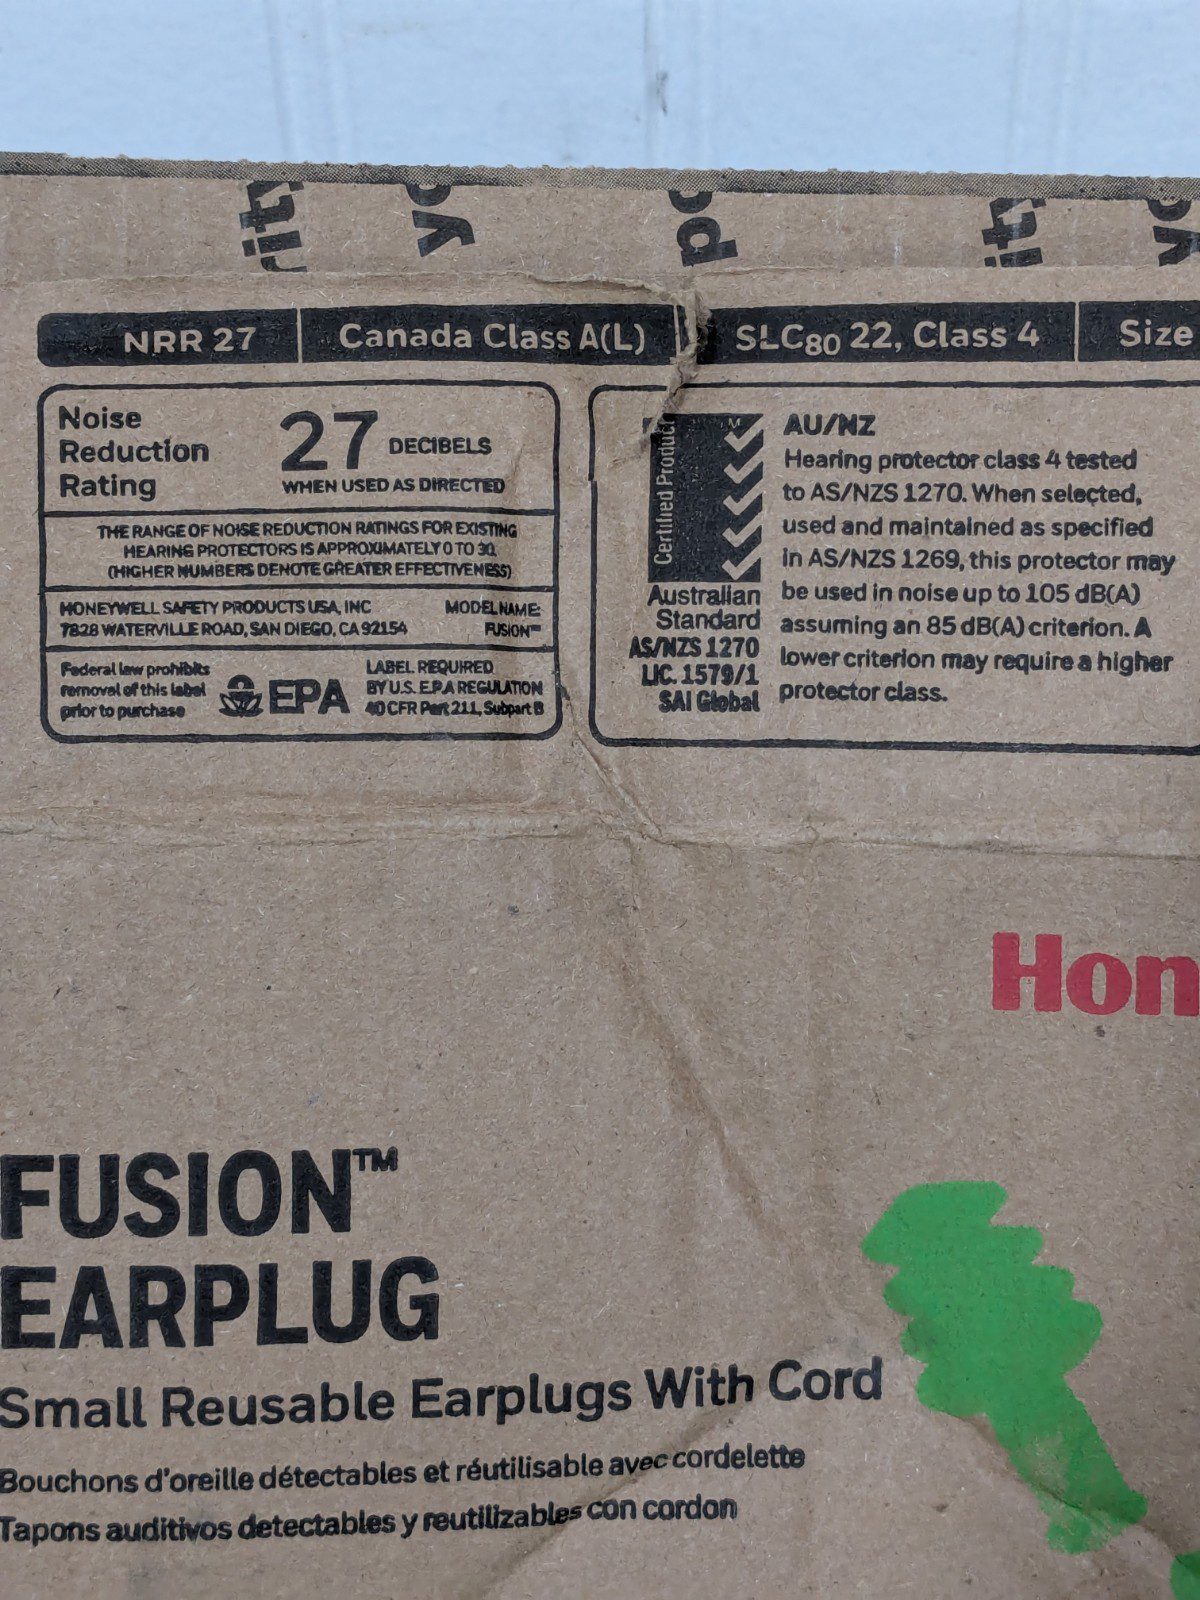 NRR 27
Canada Class A(L)
SLC80 22, Class 4
Size
Noise
Reduction
Rating
27 DECIBELS
WHEN USED AS DIRECTED
THE RANGE OF NOISE REDUCTION RATINGS FOR EXISTING
HEARING PROTECTORS IS APPROXIMATELY 0 TO 30.
(HIGHER NUMBERS DENOTE GREATER EFFECTIVENESS)
HONEYWELL SAFETY PRODUCTS USA, INC
7828 WATERVILLE ROAD, SAN DIEGO, CA 92154
MODEL NAME:
FUSION™
Federal law prohibits
removal of this label
prior to purchase
EPA
LABEL REQUIRED
BY U.S. E.P.A REGULATION
40 CFR Part 211, Subpart B
Certified Product
Australian
Standard
AS/NZS 1270
LIC. 1579/1
SAI Global
AU/NZ
Hearing protector class 4 tested
to AS/NZS 1270. When selected,
used and maintained as specified
in AS/NZS 1269, this protector may
be used in noise up to 105 dB(A)
assuming an 85 dB(A) criterion. A
lower criterion may require a higher
protector class.
Hon
FUSION™
EARPLUG
Small Reusable Earplugs With Cord
Bouchons d'oreille détectables et réutilisable avec cordelette
Tapons auditivos detectables y reutilizables con cordon